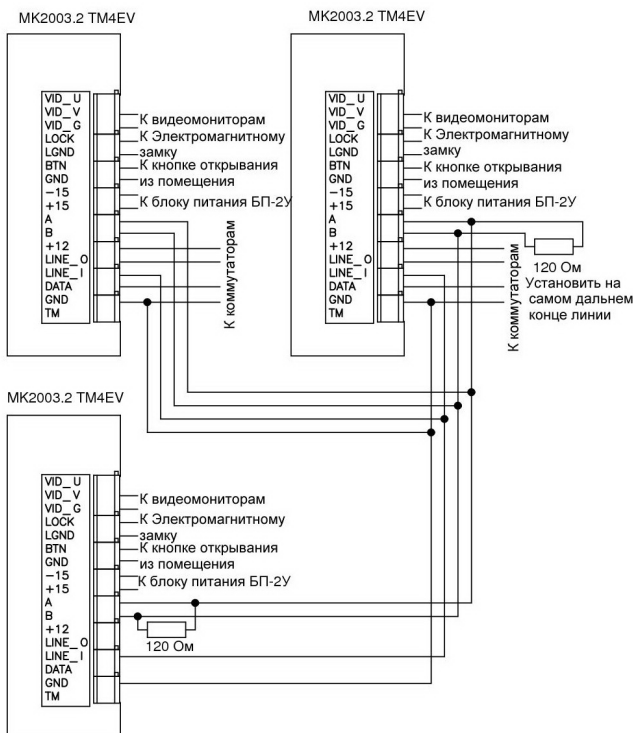 МК2003.2 TM4EV
VID_U
VID_V
VID_G
LOCK
LGND
BTN
GND
-15
+15
A
B
+12
LINE_O
LINE_I
DATA
GND
TM
К видеомониторам
К Электромагнитному
замку
К кнопке открывания
из помещения
К блоку питания БП-2У
К коммутаторам
МК2003.2 TM4EV
VID_U
VID_V
VID_G
LOCK
LGND
BTN
GND
-15
+15
A
B
+12
LINE_O
LINE_I
DATA
GND
TM
К видеомониторам
К Электромагнитному
замку
К кнопке открывания
из помещения
К блоку питания БП-2У
К коммутаторам
120 Ом
Установить на
самом дальнем
конце линии
МК2003.2 TM4EV
VID_U
VID_V
VID_G
LOCK
LGND
BTN
GND
-15
+15
A
B
+12
LINE_O
LINE_I
DATA
GND
TM
К видеомониторам
К Электромагнитному
замку
К кнопке открывания
из помещения
К блоку питания БП-2У
120 Ом